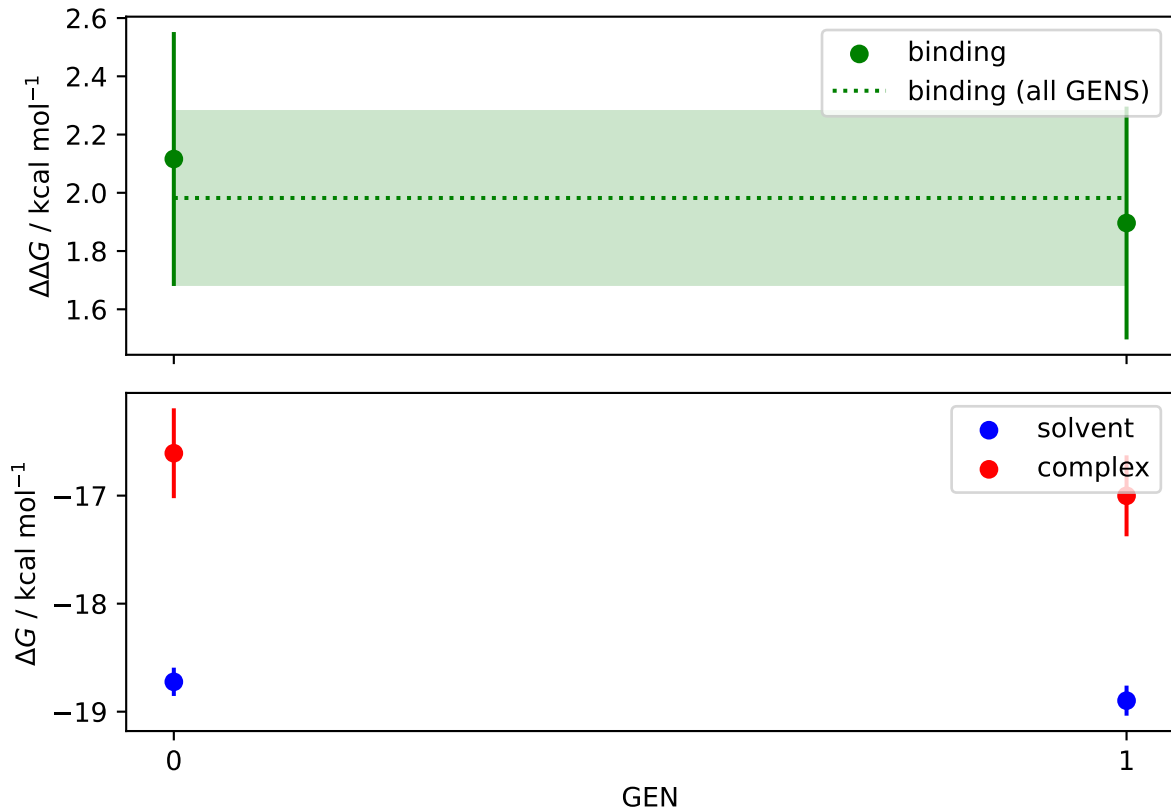 2.6
2.4
2.2
2.0
1.8
1.6
ΔΔG / kcal mol⁻¹
binding
binding (all GENS)
−17
−18
−19
ΔG / kcal mol⁻¹
solvent
complex
0
1
GEN